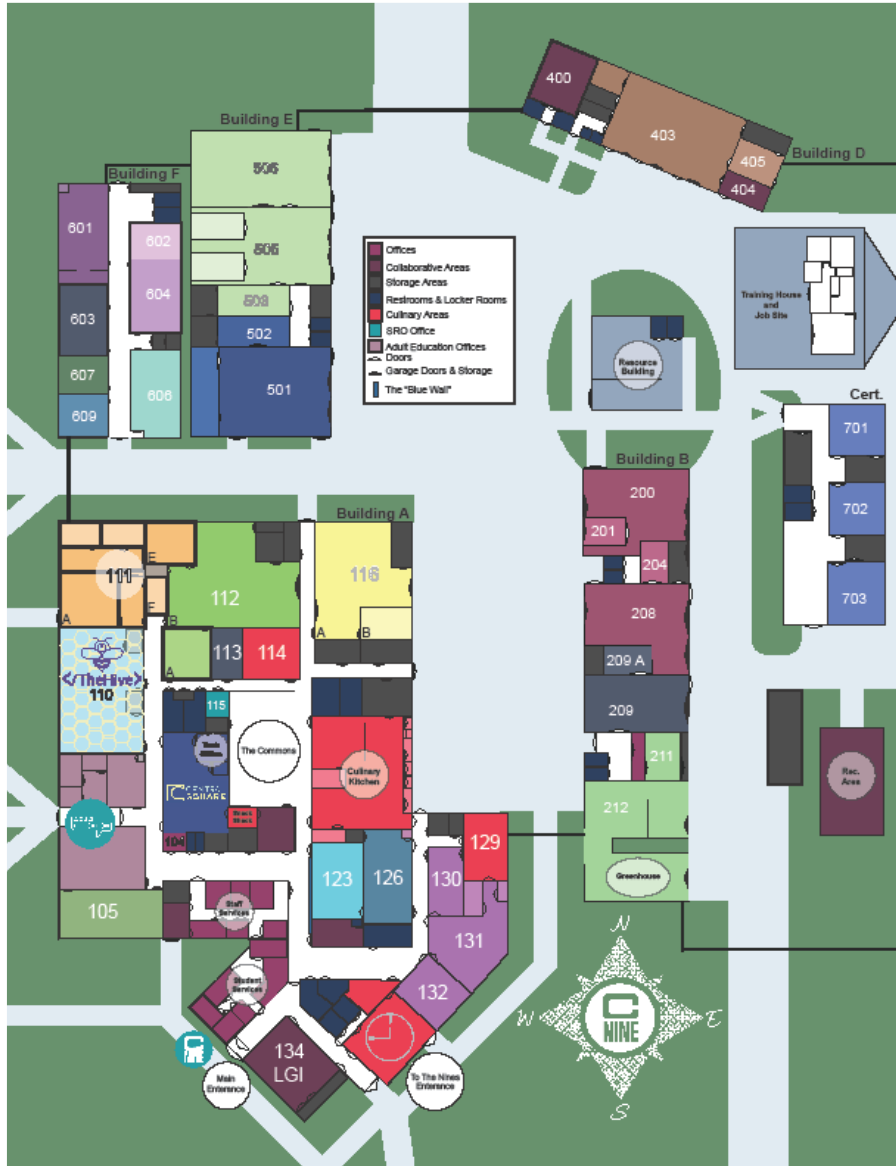 400
403
405
404
Building D
Building E
506
505
503
502
501
Building F
601
602
604
603
607
609
606
Offices
Collaborative Areas
Storage Areas
Restrooms & Locker Rooms
Culinary Areas
SRO Office
Adult Education Offices
Doors
Garage Doors & Storage
The "Blue Wall"
Training House
and
Job Site
Resource
Building
Cert.
701
702
703
Building B
200
201
204
208
209 A
209
211
212
Greenhouse
Rec.
Area
Building A
111
E
F
A
112
B
A
113
114
116
A
B
</TheHive>
110
115
The Commons
CENTRAL
SQUARE
Culinary
Kitchen
104
105
123
126
129
130
131
132
Staff
Services
Student
Services
134
LGI
Main
Enterance
To The Nines
Enterance
N
W
E
S
C
NINE